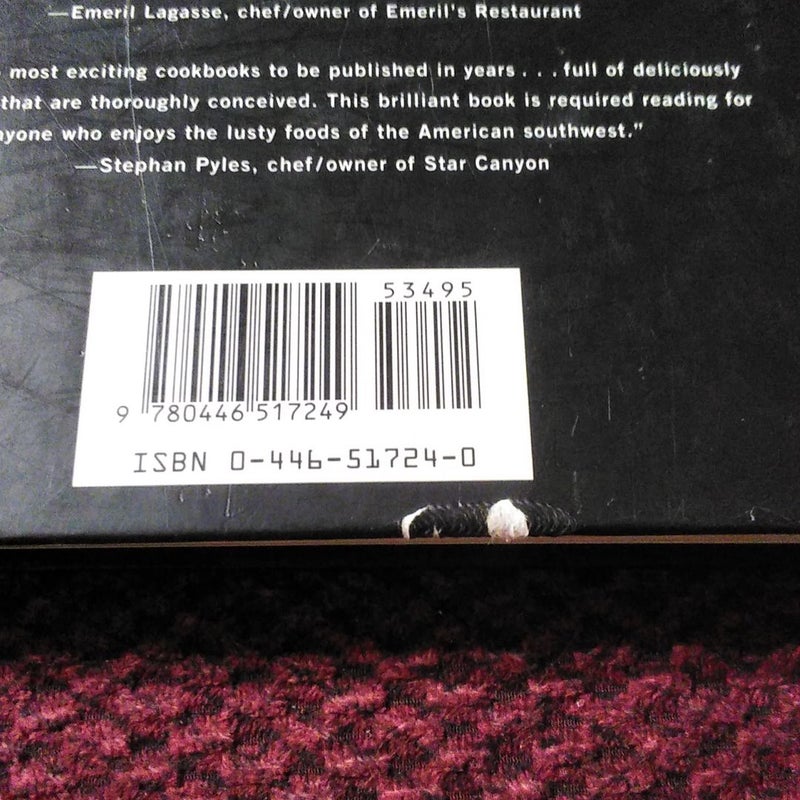 —Emeril Lagasse, chef/owner of Emeril's Restaurant
most exciting cookbooks to be published in years . . . full of deliciously
that are thoroughly conceived. This brilliant book is required reading for
who enjoys the lusty foods of the American southwest."
—Stephan Pyles, chef/owner of Star Canyon
53495
9 780446 517249
ISBN 0-446-51724-0